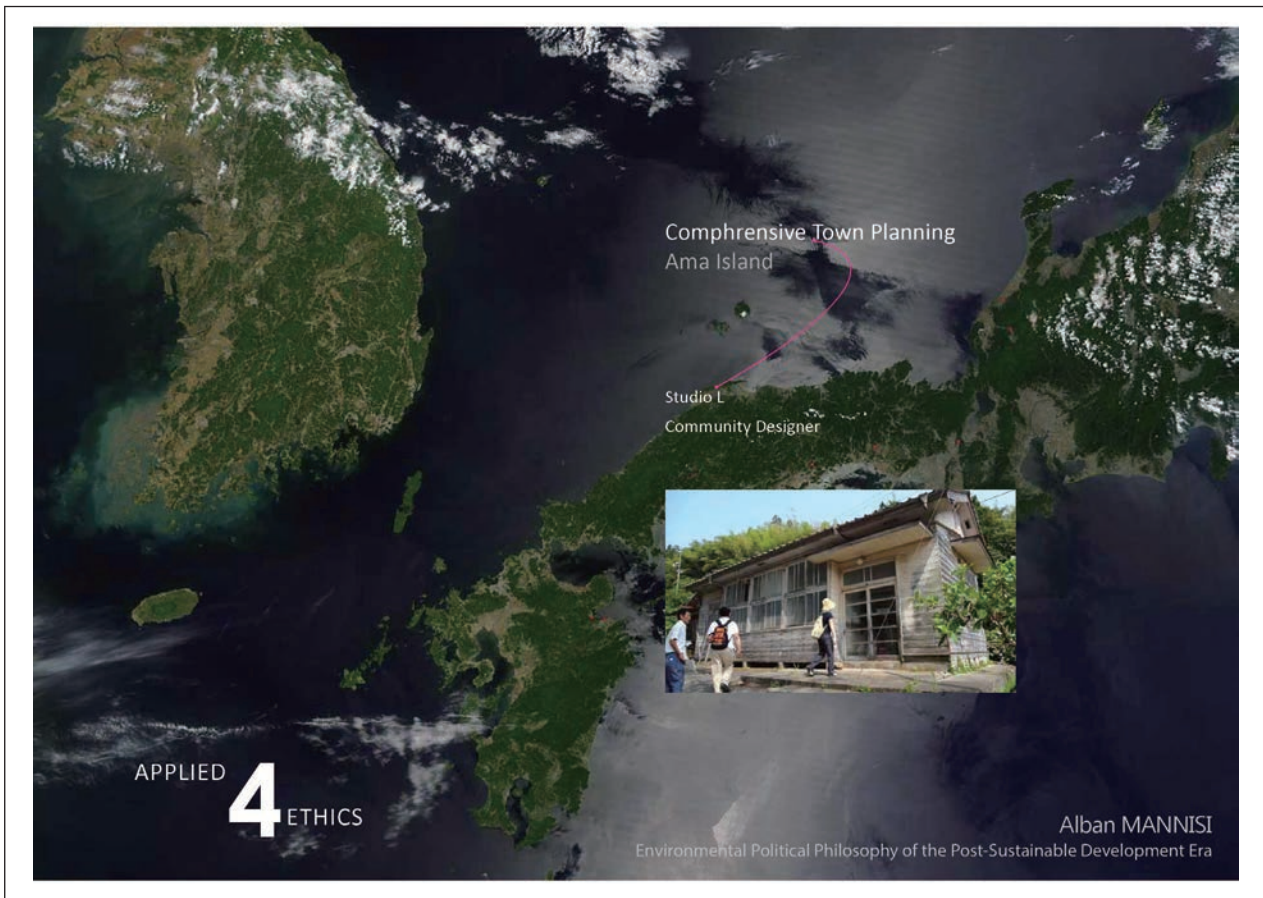 Comphrensive Town Planning
Ama Island
Studio L
Community Designer
APPLIED
4
ETHICS
Alban MANNISI
Environmental Political Philosophy of the Post-Sustainable Development Era